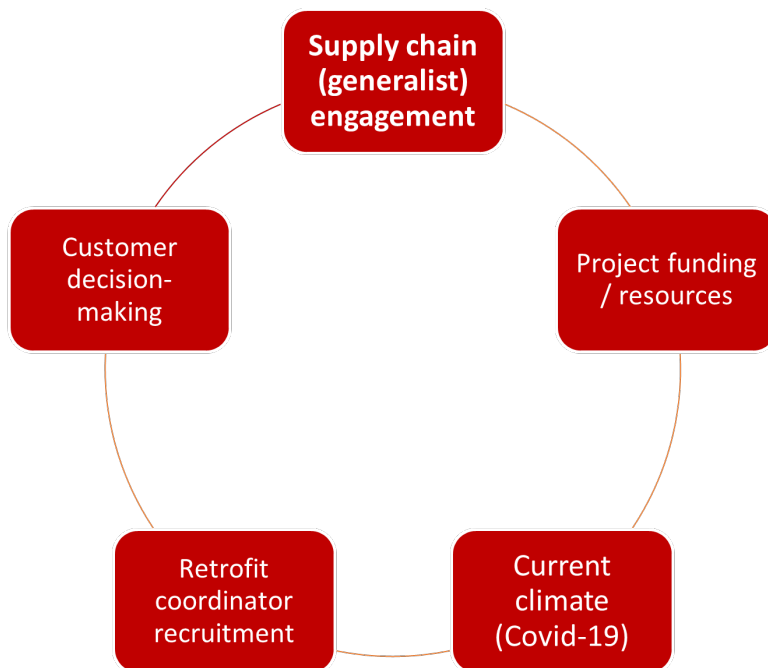 Supply chain
(generalist)
engagement
Project funding
/ resources
Current
climate
(Covid-19)
Retrofit
coordinator
recruitment
Customer
decision-
making